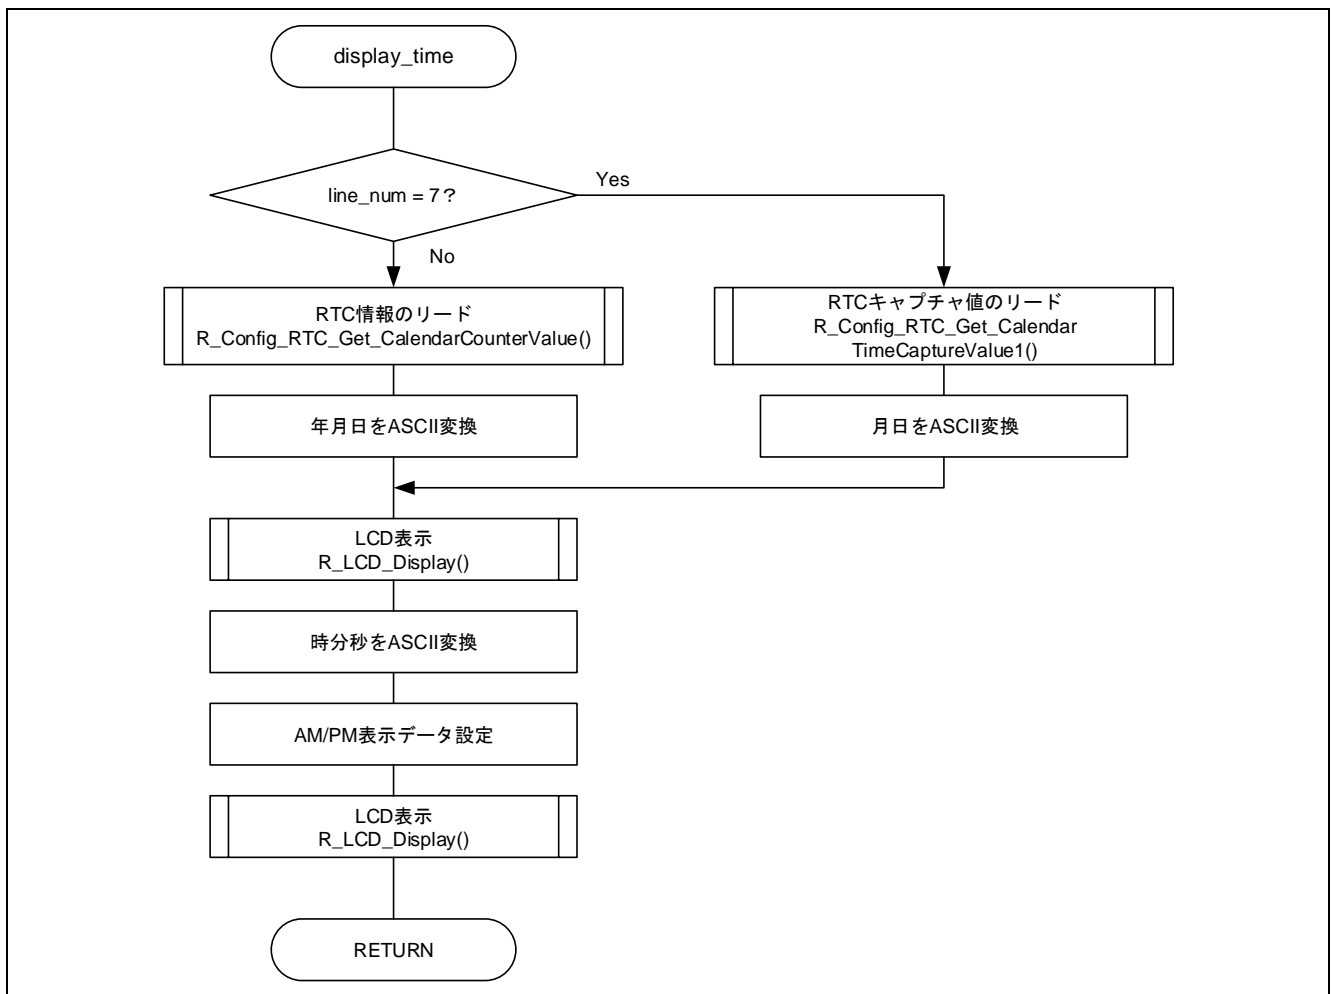 display_time
line_num = 7？
Yes
No
RTC情報のリード
R_Config_RTC_Get_CalendarCounterValue()
RTCキャプチャ値のリード
R_Config_RTC_Get_Calendar
TimeCaptureValue1()
年月日をASCII変換
月日をASCII変換
LCD表示
R_LCD_Display()
時分秒をASCII変換
AM/PM表示データ設定
LCD表示
R_LCD_Display()
RETURN